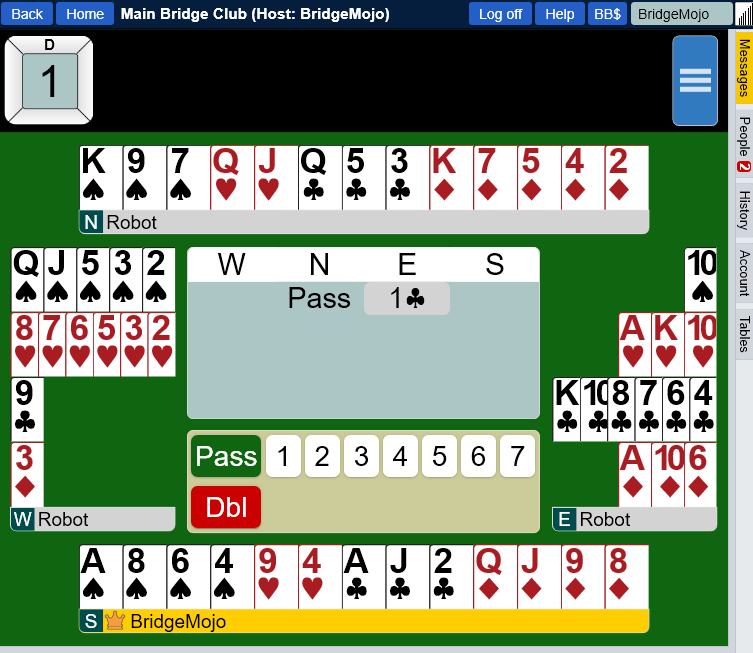 Back Home Main Bridge Club (Host: BridgeMojo) Log off Help BB$ BridgeMojo
D
1
Messages
People 2
History
Account
Tables
K♠ 9♠ 7♠ Q♥ J♥ Q♣ 5♣ 3♣ K♦ 7♦ 5♦ 4♦ 2♦
N Robot
Q♠ J♠ 5♠ 3♠ 2♠
8♥ 7♥ 6♥ 5♥ 3♥ 2♥
9♣
3♦
W Robot
W N E S
Pass 1♣
Pass 1 2 3 4 5 6 7
Dbl
10♠
A♥ K♥ 10♥
K♣ 10♣ 8♣ 7♣ 6♣ 4♣
A♦ 10♦ 6♦
E Robot
A♠ 8♠ 6♠ 4♠ 9♥ 4♥ A♣ J♣ 2♣ Q♦ J♦ 9♦ 8♦
S BridgeMojo